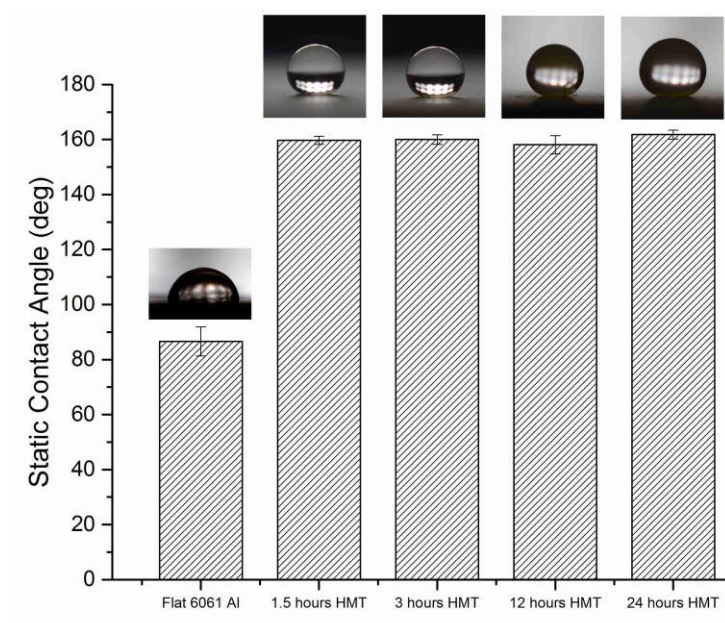 180
160
140
120
100
80
60
40
20
0
Static Contact Angle (deg)
Flat 6061 Al
1.5 hours HMT
3 hours HMT
12 hours HMT
24 hours HMT